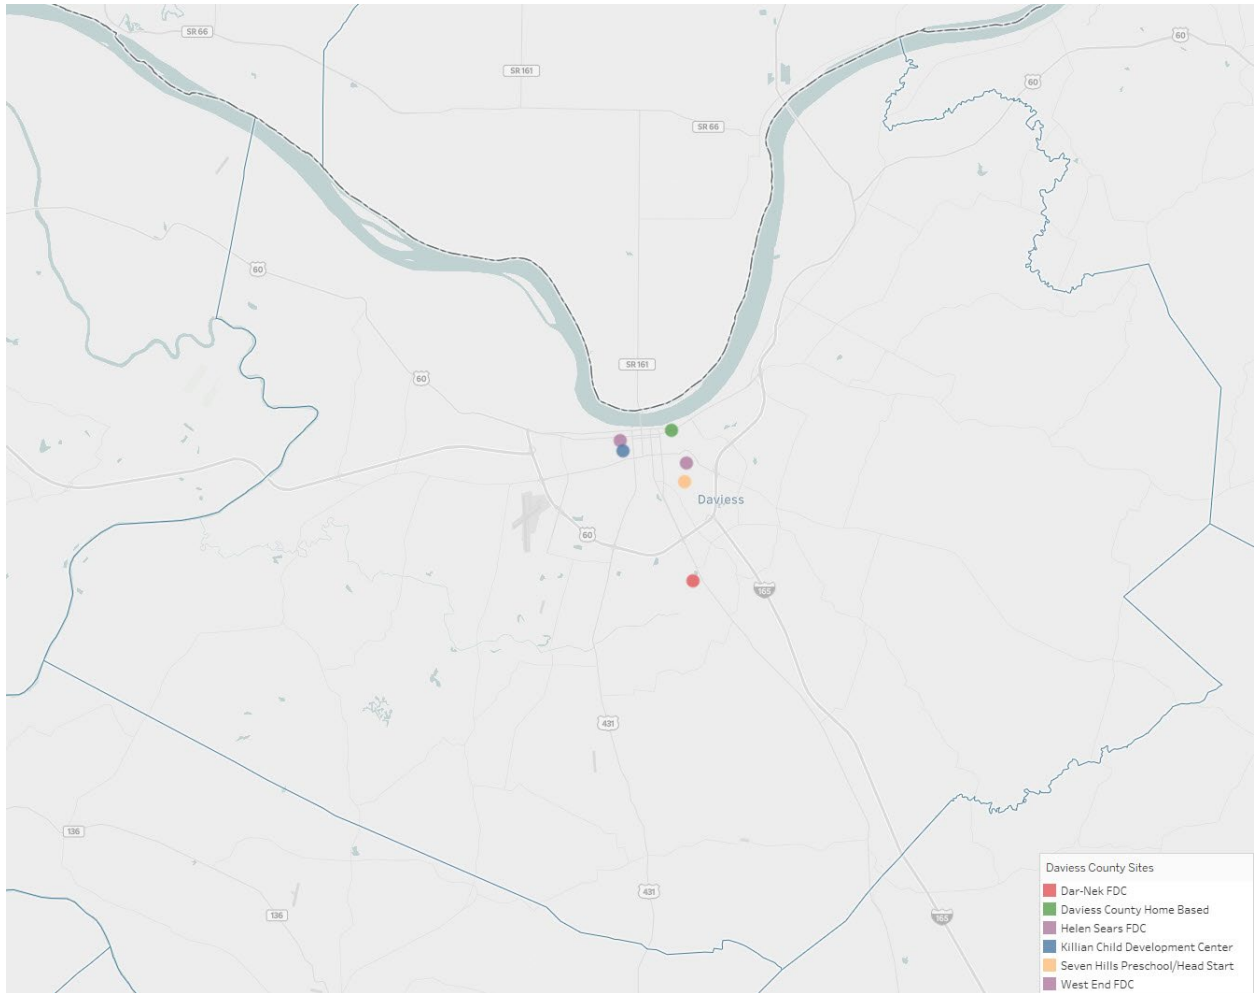 SR 66
60
SR 161
60
SR 66
60
SR 161
60
Daviess
60
165
431
136
431
136
165
Daviess County Sites
Dar-Nek FDC
Daviess County Home Based
Helen Sears FDC
Killian Child Development Center
Seven Hills Preschool/Head Start
West End FDC